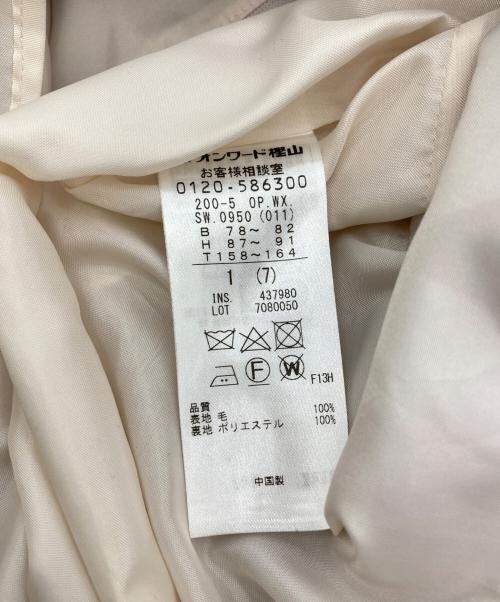 オンワード樫山
お客様相談室
0120-586300
200-5 OP.WX.
SW.0950 (011)
B 78～ 82
H 87～ 91
T158～164
1 (7)
INS. 437980
LOT 7080050
F W F13H
品質
表地 毛 100%
裏地 ポリエステル 100%
中国製